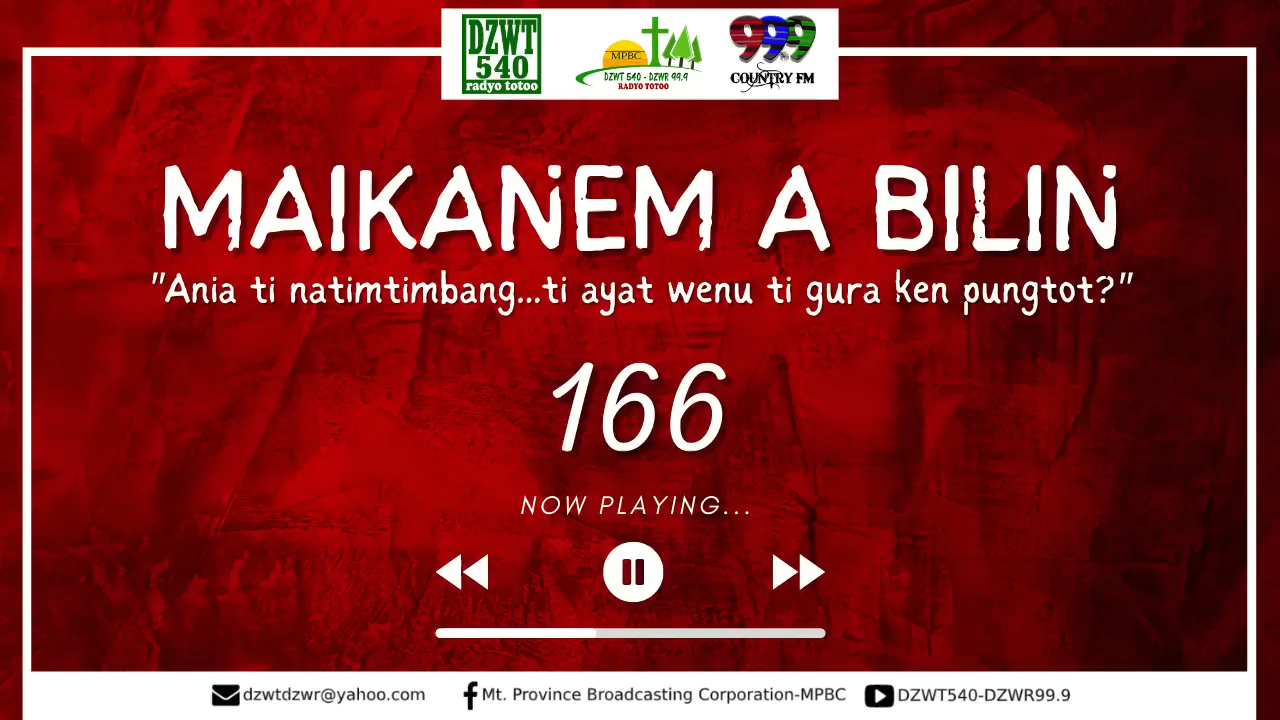 DZWT
540
radyo totoo
MPBC
DZWT 540 - DZWR 99.9
RADYO TOTOO
99.9
COUNTRY FM
MAIKANEM A BILIN
"Ania ti natimtimbang...ti ayat wenu ti gura ken pungtot?"
166
NOW PLAYING...
dzwtdzwr@yahoo.com
Mt. Province Broadcasting Corporation-MPBC
DZWT540-DZWR99.9